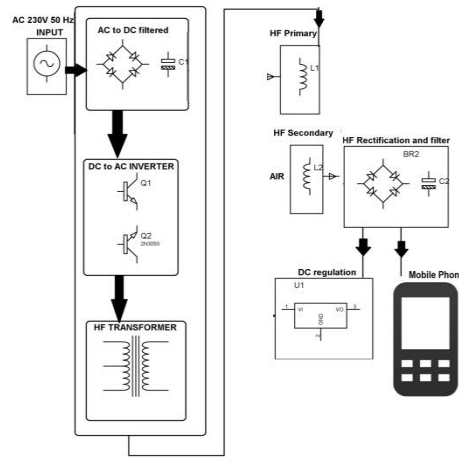 AC 230V 50 Hz
INPUT
AC to DC filtered
C1
DC to AC INVERTER
Q1
Q2
2N3053
HF TRANSFORMER
HF Primary
L1
HF Secondary
L2
AIR
HF Rectification and filter
BR2
C2
DC regulation
U1
1
VI
VO
3
GND
2
Mobile Phon